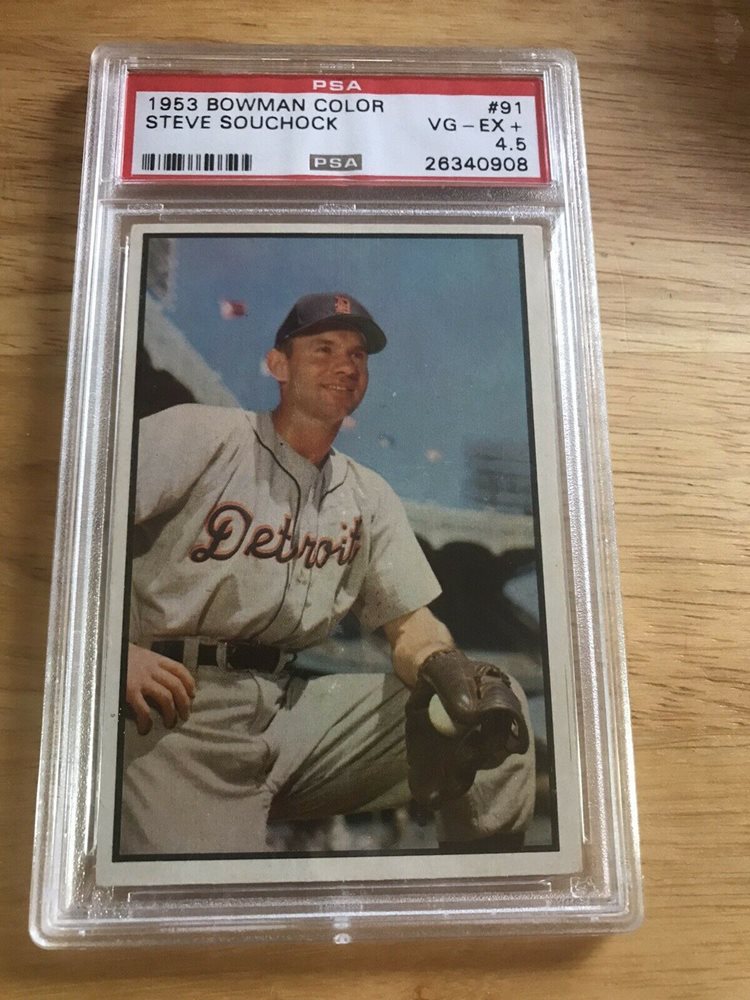 PSA
1953 BOWMAN COLOR #91
STEVE SOUCHOCK VG-EX+
4.5
PSA 26340908
D
Detroit